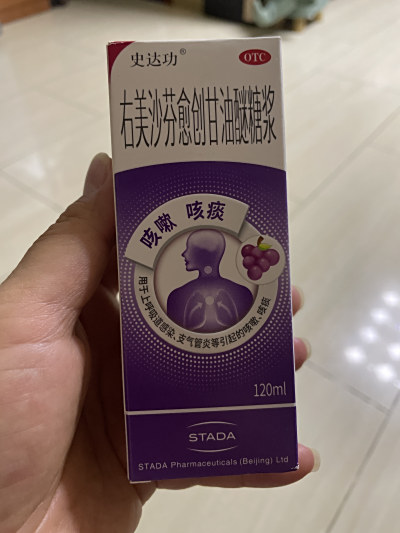 史达功®
OTC
右美沙芬愈创甘油醚糖浆
咳嗽 咳痰
用于上呼吸道感染、支气管炎等引起的咳嗽、咳痰
120ml
STADA
STADA Pharmaceuticals (Beijing) Ltd